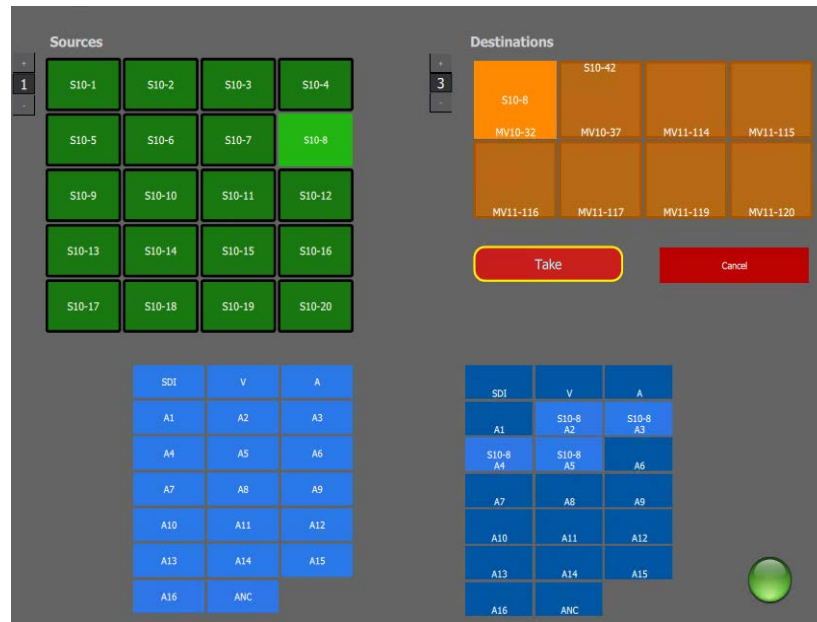 Sources
Destinations
+
1
-
S10-1 S10-2 S10-3 S10-4
S10-5 S10-6 S10-7 S10-8
S10-9 S10-10 S10-11 S10-12
S10-13 S10-14 S10-15 S10-16
S10-17 S10-18 S10-19 S10-20
+
3
-
S10-42
S10-8
MV10-32 MV10-37 MV11-114 MV11-115
MV11-116 MV11-117 MV11-119 MV11-120
Take Cancel
SDI V A
A1 A2 A3
A4 A5 A6
A7 A8 A9
A10 A11 A12
A13 A14 A15
A16 ANC
SDI V A
S10-8 S10-8
A1 A2 A3
S10-8 S10-8
A4 A5 A6
A7 A8 A9
A10 A11 A12
A13 A14 A15
A16 ANC